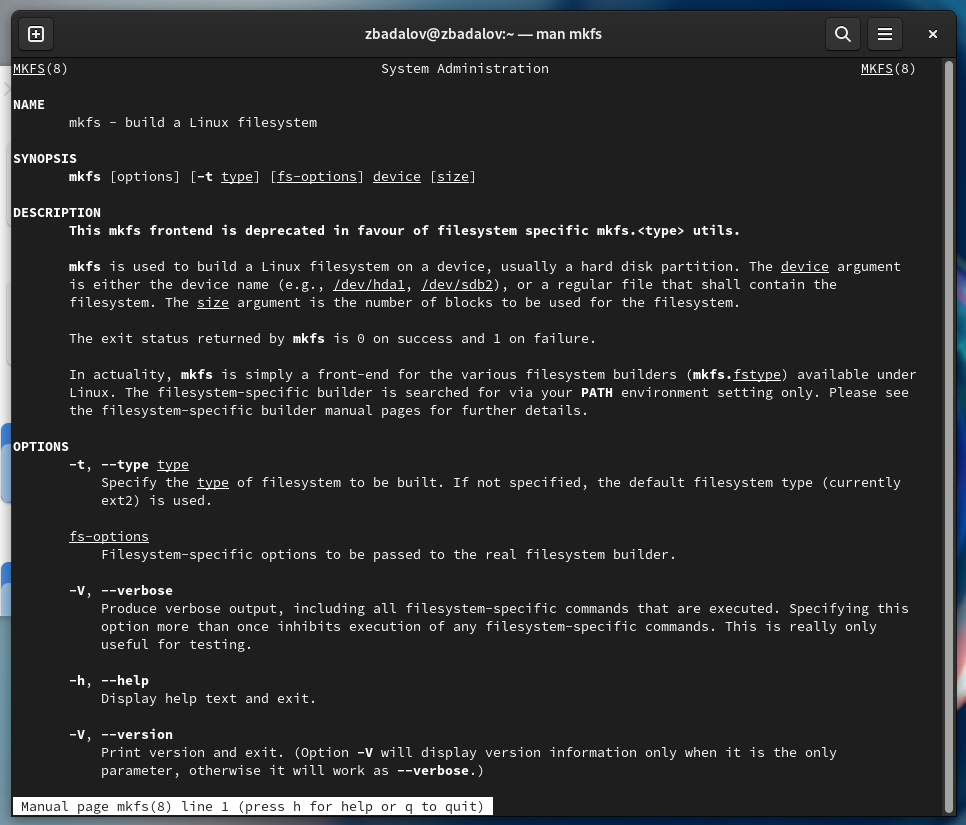 zbadalov@zbadalov:~ — man mkfs
MKFS(8) System Administration MKFS(8)
NAME
mkfs - build a Linux filesystem
SYNOPSIS
mkfs [options] [-t type] [fs-options] device [size]
DESCRIPTION
This mkfs frontend is deprecated in favour of filesystem specific mkfs.<type> utils.
mkfs is used to build a Linux filesystem on a device, usually a hard disk partition. The device argument
is either the device name (e.g., /dev/hda1, /dev/sdb2), or a regular file that shall contain the
filesystem. The size argument is the number of blocks to be used for the filesystem.
The exit status returned by mkfs is 0 on success and 1 on failure.
In actuality, mkfs is simply a front-end for the various filesystem builders (mkfs.fstype) available under
Linux. The filesystem-specific builder is searched for via your PATH environment setting only. Please see
the filesystem-specific builder manual pages for further details.
OPTIONS
-t, --type type
Specify the type of filesystem to be built. If not specified, the default filesystem type (currently
ext2) is used.
fs-options
Filesystem-specific options to be passed to the real filesystem builder.
-V, --verbose
Produce verbose output, including all filesystem-specific commands that are executed. Specifying this
option more than once inhibits execution of any filesystem-specific commands. This is really only
useful for testing.
-h, --help
Display help text and exit.
-V, --version
Print version and exit. (Option -V will display version information only when it is the only
parameter, otherwise it will work as --verbose.)
Manual page mkfs(8) line 1 (press h for help or q to quit)